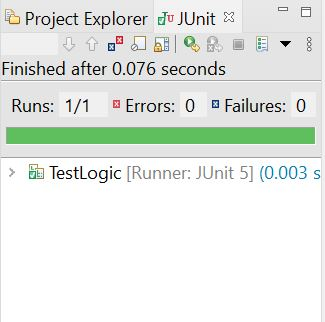 Project Explorer JUnit
Finished after 0.076 seconds
Runs: 1/1 Errors: 0 Failures: 0
TestLogic [Runner: JUnit 5] (0.003 s